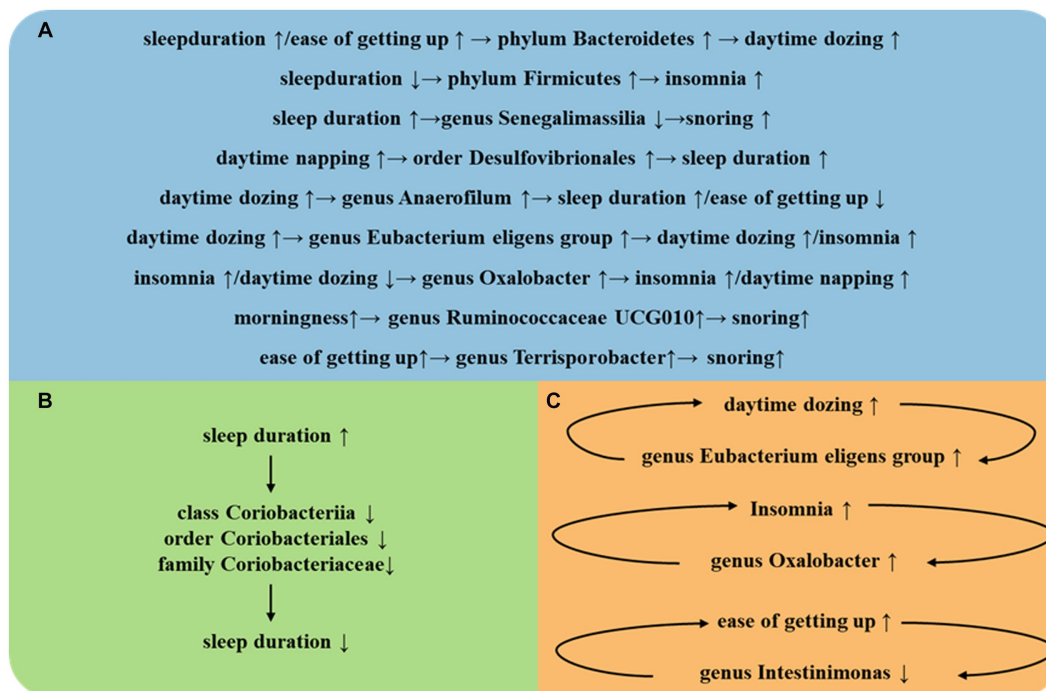 A
sleepduration ↑/ease of getting up ↑ → phylum Bacteroidetes ↑ → daytime dozing ↑
sleepduration ↓→ phylum Firmicutes ↑→ insomnia ↑
sleep duration ↑→genus Senegalimassilia ↓→snoring ↑
daytime napping ↑→ order Desulfovibrionales ↑→ sleep duration ↑
daytime dozing ↑→ genus Anaerofilum ↑→ sleep duration ↑/ease of getting up ↓
daytime dozing ↑→ genus Eubacterium eligens group ↑→ daytime dozing ↑/insomnia ↑
insomnia ↑/daytime dozing ↓→ genus Oxalobacter ↑→ insomnia ↑/daytime napping ↑
morningness↑→ genus Ruminococcaceae UCG010↑→ snoring↑
ease of getting up↑→ genus Terrisporobacter↑→ snoring↑
B
sleep duration ↑
class Coriobacteriia ↓
order Coriobacteriales ↓
family Coriobacteriaceae↓
sleep duration ↓
C
daytime dozing ↑
genus Eubacterium eligens group ↑
Insomnia ↑
genus Oxalobacter ↑
ease of getting up ↑
genus Intestinimonas ↓